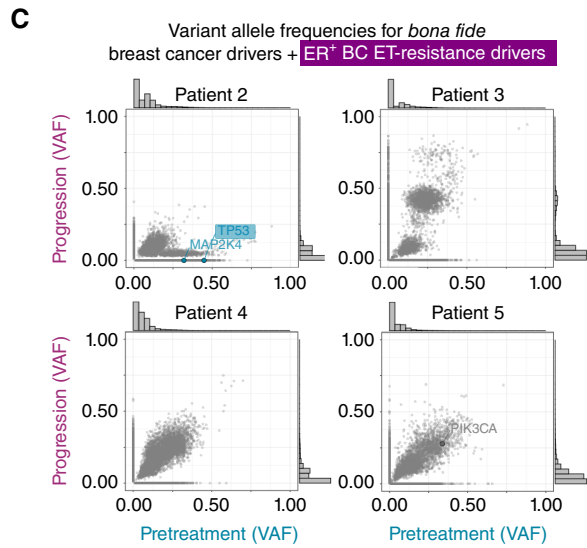 C
Variant allele frequencies for bona fide
breast cancer drivers + ER⁺ BC ET-resistance drivers
Patient 2
Patient 3
Progression (VAF)
1.00
0.50
0.00
TP53
MAP2K4
1.00
0.50
0.00
0.00
0.50
1.00
0.00
0.50
1.00
Patient 4
Patient 5
Progression (VAF)
1.00
0.50
0.00
1.00
0.50
0.00
PIK3CA
0.00
0.50
1.00
0.00
0.50
1.00
Pretreatment (VAF)
Pretreatment (VAF)